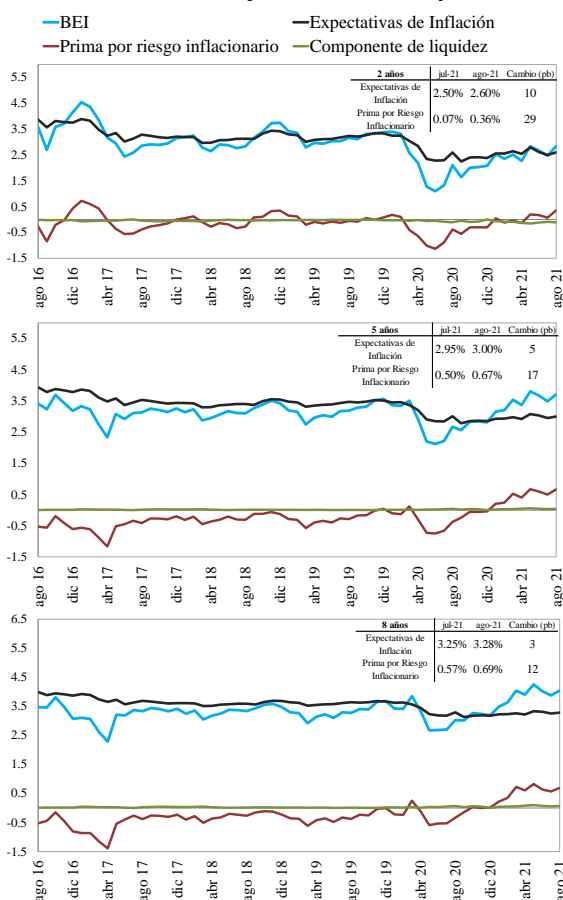 BEI Expectativas de Inflación
Prima por riesgo inflacionario Componente de liquidez
5.5
4.5
3.5
2.5
1.5
0.5
-0.5
-1.5
2 años jul-21 ago-21 Cambio (pb)
Expectativas de
Inflación 2.50% 2.60% 10
Prima por Riesgo
Inflacionario 0.07% 0.36% 29
ago 16 dic 16 abr 17 ago 17 dic 17 abr 18 ago 18 dic 18 abr 19 ago 19 dic 19 abr 20 ago 20 dic 20 abr 21 ago 21
5.5
4.5
3.5
2.5
1.5
0.5
-0.5
-1.5
5 años jul-21 ago-21 Cambio (pb)
Expectativas de
Inflación 2.95% 3.00% 5
Prima por Riesgo
Inflacionario 0.50% 0.67% 17
ago 16 dic 16 abr 17 ago 17 dic 17 abr 18 ago 18 dic 18 abr 19 ago 19 dic 19 abr 20 ago 20 dic 20 abr 21 ago 21
6.5
5.5
4.5
3.5
2.5
1.5
0.5
-0.5
-1.5
8 años jul-21 ago-21 Cambio (pb)
Expectativas de
Inflación 3.25% 3.28% 3
Prima por Riesgo
Inflacionario 0.57% 0.69% 12
ago 16 dic 16 abr 17 ago 17 dic 17 abr 18 ago 18 dic 18 abr 19 ago 19 dic 19 abr 20 ago 20 dic 20 abr 21 ago 21